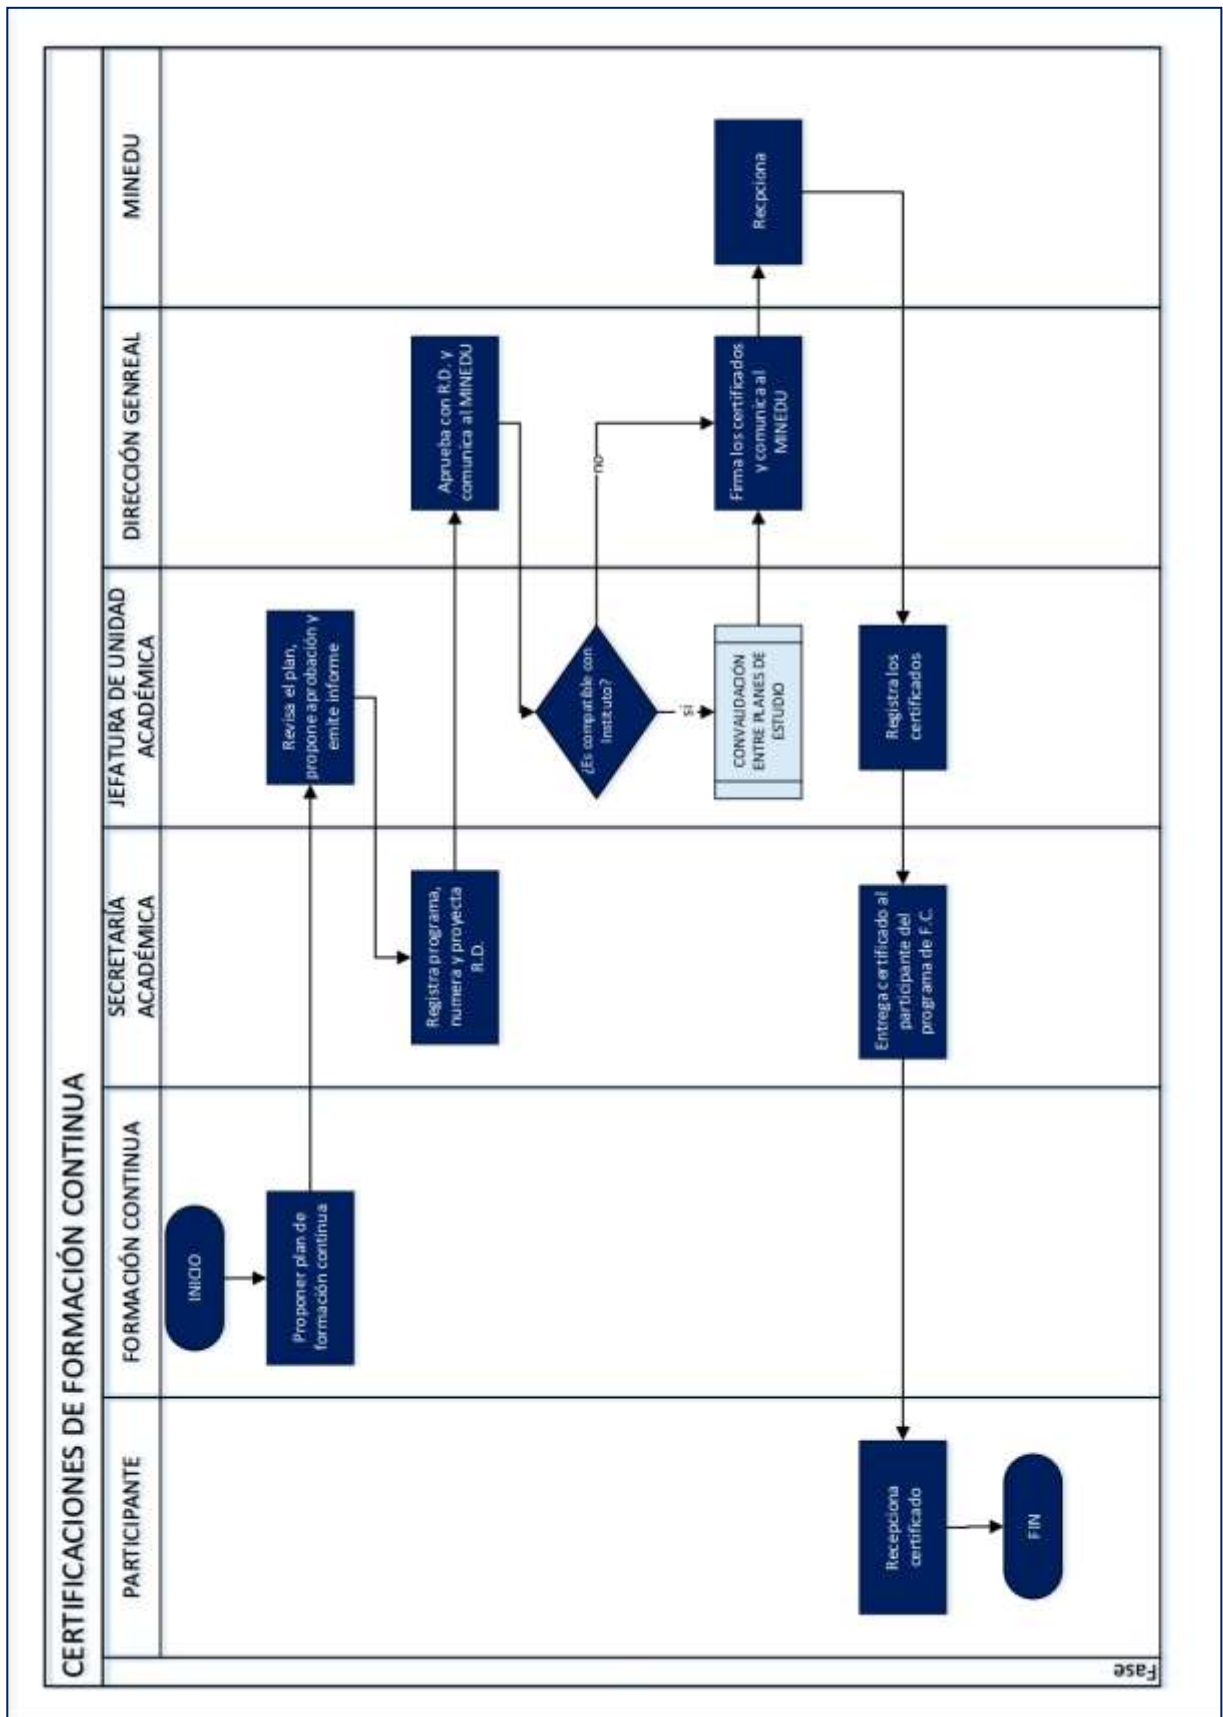 CERTIFICACIONES DE FORMACIÓN CONTINUA
PARTICIPANTE
FORMACIÓN CONTINUA
SECRETARÍA
ACADÉMICA
JEFATURA DE UNIDAD
ACADÉMICA
DIRECCIÓN GENREAL
MINEDU
INICIO
Proponer plan de
formación continua
Revisa el plan,
propone aprobación y
emite informe
Registra programa,
numera y proyecta
R.D.
Aprueba con R.D. y
comunica al MINEDU
¿Es compatible con
Instituto?
no
si
CONVALIDACIÓN
ENTRE PLANES DE
ESTUDIO
Firma los certificados
y comunica al
MINEDU
Recpciona
Registra los
certificados
Entrega certificado al
participante del
programa de F.C.
Recepciona
certificado
FIN
Fase